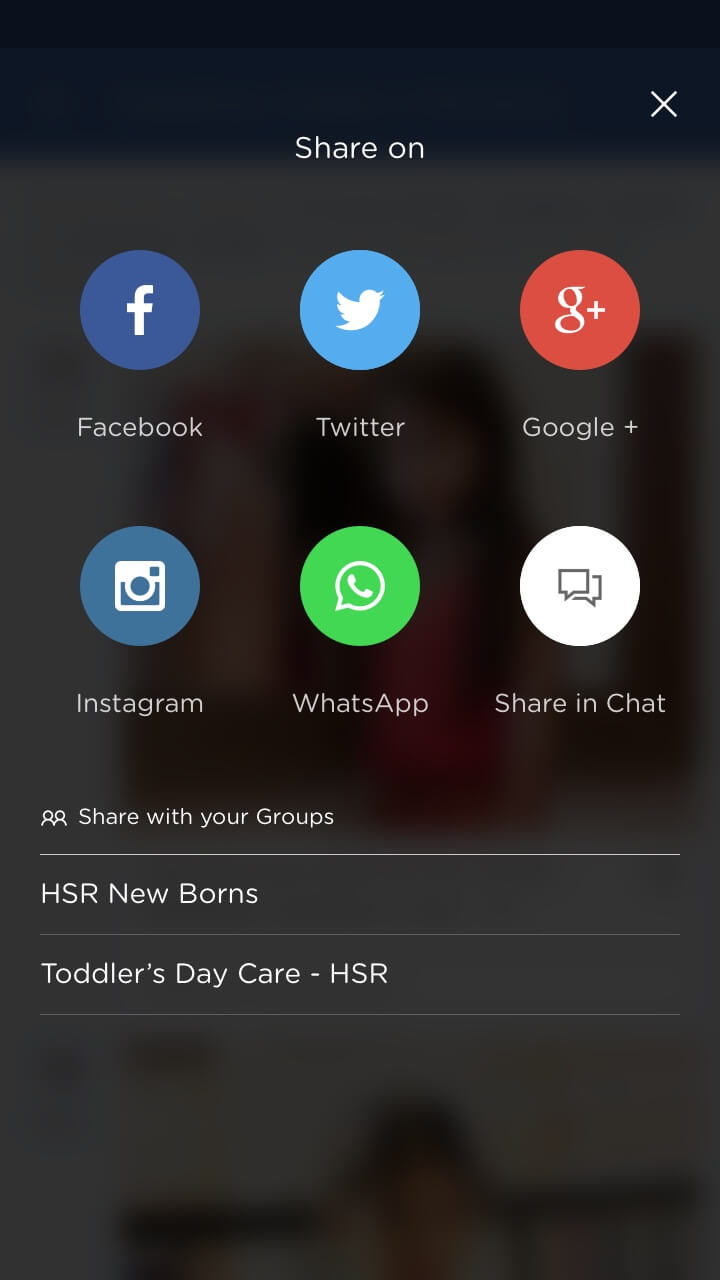 Share on
Facebook
Twitter
Google +
Instagram
WhatsApp
Share in Chat
Share with your Groups
HSR New Borns
Toddler’s Day Care - HSR